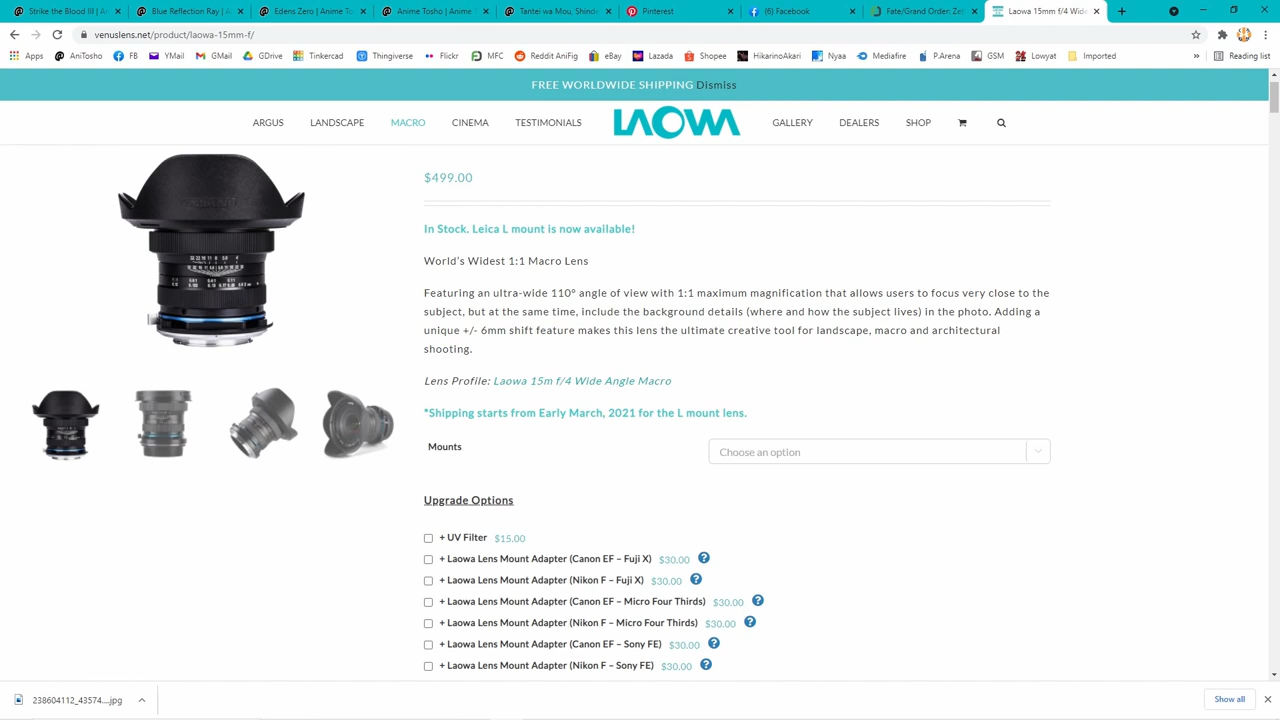 Strike the Blood III | An
Blue Reflection Ray | A
Edens Zero | Anime To
Anime Tosho | Anime
Tantei wa Mou, Shind
Pinterest
(6) Facebook
Fate/Grand Order: Ze
Laowa 15mm f/4 Wide
venuslens.net/product/laowa-15mm-f/
Apps AniTosho FB YMail GMail GDrive Tinkercad Thingiverse Flickr MFC Reddit AniFig eBay Lazada Shopee HikarinoAkari Nyaa Mediafire P.Arena GSM Lowyat Imported » Reading list
FREE WORLDWIDE SHIPPING Dismiss
ARGUS LANDSCAPE MACRO CINEMA TESTIMONIALS LAOWA GALLERY DEALERS SHOP
$499.00
In Stock. Leica L mount is now available!
World's Widest 1:1 Macro Lens
Featuring an ultra-wide 110° angle of view with 1:1 maximum magnification that allows users to focus very close to the
subject, but at the same time, include the background details (where and how the subject lives) in the photo. Adding a
unique +/- 6mm shift feature makes this lens the ultimate creative tool for landscape, macro and architectural
shooting.
Lens Profile: Laowa 15m f/4 Wide Angle Macro
*Shipping starts from Early March, 2021 for the L mount lens.
Mounts Choose an option
Upgrade Options
+ UV Filter $15.00
+ Laowa Lens Mount Adapter (Canon EF – Fuji X) $30.00 ?
+ Laowa Lens Mount Adapter (Nikon F – Fuji X) $30.00 ?
+ Laowa Lens Mount Adapter (Canon EF – Micro Four Thirds) $30.00 ?
+ Laowa Lens Mount Adapter (Nikon F – Micro Four Thirds) $30.00 ?
+ Laowa Lens Mount Adapter (Canon EF – Sony FE) $30.00 ?
+ Laowa Lens Mount Adapter (Nikon F – Sony FE) $30.00 ?
238604112_43574....jpg
Show all